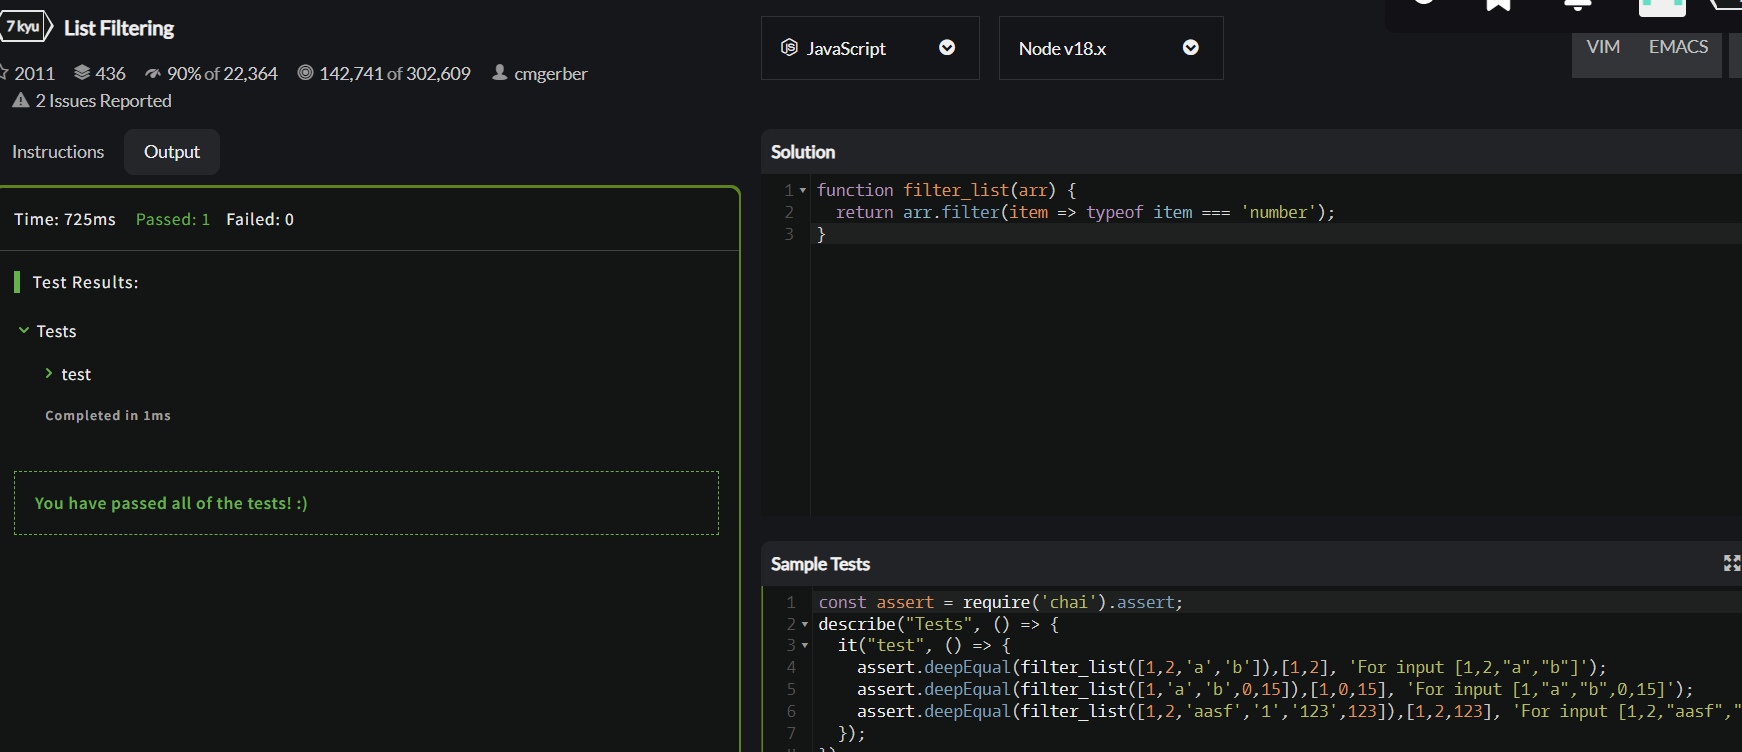 7 kyu
List Filtering
2011 436 90% of 22,364 142,741 of 302,609 cmgerber
2 Issues Reported
Instructions
Output
Time: 725ms Passed: 1 Failed: 0
Test Results:
Tests
test
Completed in 1ms
You have passed all of the tests! :)
JavaScript
Node v18.x
VIM
EMACS
Solution
1 function filter_list(arr) {
2 return arr.filter(item => typeof item === 'number');
3 }
Sample Tests
1 const assert = require('chai').assert;
2 describe("Tests", () => {
3 it("test", () => {
4 assert.deepEqual(filter_list([1,2,'a','b']),[1,2], 'For input [1,2,"a","b"]');
5 assert.deepEqual(filter_list([1,'a','b',0,15]),[1,0,15], 'For input [1,"a","b",0,15]');
6 assert.deepEqual(filter_list([1,2,'aasf','1','123',123]),[1,2,123], 'For input [1,2,"aasf","
7 });